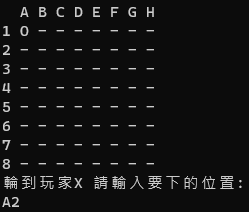 A B C D E F G H
1 O - - - - - - -
2 - - - - - - - -
3 - - - - - - - -
4 - - - - - - - -
5 - - - - - - - -
6 - - - - - - - -
7 - - - - - - - -
8 - - - - - - - -
輪到玩家X 請輸入要下的位置:
A2